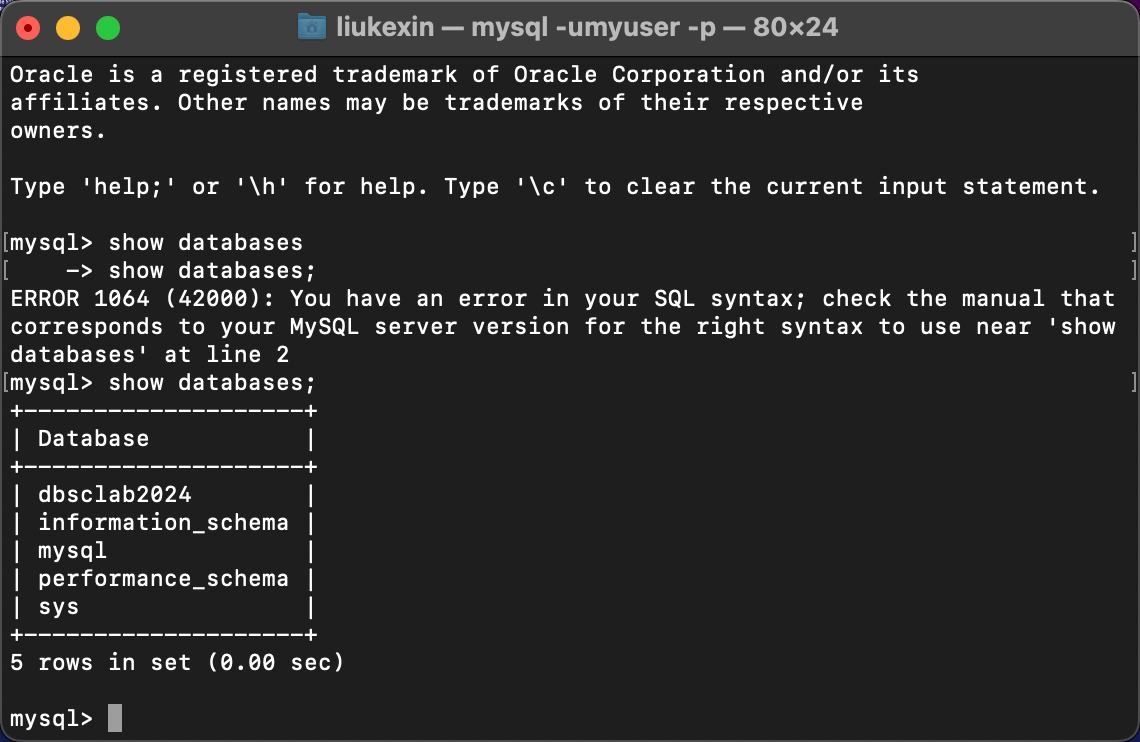 liukexin — mysql -umyuser -p — 80×24
Oracle is a registered trademark of Oracle Corporation and/or its
affiliates. Other names may be trademarks of their respective
owners.
Type 'help;' or '\h' for help. Type '\c' to clear the current input statement.
[mysql> show databases ]
[    -> show databases; ]
ERROR 1064 (42000): You have an error in your SQL syntax; check the manual that
corresponds to your MySQL server version for the right syntax to use near 'show
databases' at line 2
[mysql> show databases; ]
+--------------------+
| Database           |
+--------------------+
| dbsclab2024        |
| information_schema |
| mysql              |
| performance_schema |
| sys                |
+--------------------+
5 rows in set (0.00 sec)
mysql>